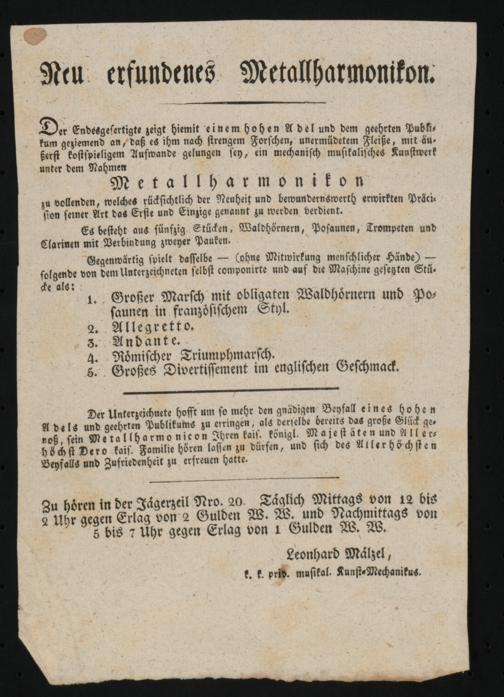 Neu erfundenes Metallharmonikon.
Der Endesgefertigte zeigt hiemit einem hohen Adel und dem geehrten Publi-
kum geziemend an, daß es ihm nach strengem Forschen, unermüdetem Fleiße, mit äu-
ßerst kostspieligem Aufwande gelungen sey, ein mechanisch musikalisches Kunstwerk
unter dem Nahmen
Metallharmonikon
zu vollenden, welches rücksichtlich der Neuheit und bewundernswerth erwirkten Präci-
sion seiner Art das Erste und Einzige genannt zu werden verdient.
Es besteht aus fünfzig Stücken, Waldhörnern, Posaunen, Trompeten und
Clarinen mit Verbindung zweyer Pauken.
Gegenwärtig spielt dasselbe — (ohne Mitwirkung menschlicher Hände) —
folgende von dem Unterzeichneten selbst componirte und auf die Maschine gesetzten Stü-
cke als:
1. Großer Marsch mit obligaten Waldhörnern und Po-
saunen in französischem Styl.
2. Allegretto.
3. Andante.
4. Römischer Triumphmarsch.
5. Großes Divertissement im englischen Geschmack.
Der Unterzeichnete hofft um so mehr den gnädigen Beyfall eines hohen
Adels und geehrten Publikums zu erringen, als derselbe bereits das große Glück ge-
noß, sein Metallharmonicon Ihren kais. königl. Majestäten und Aller-
höchst Dero kais. Familie hören lassen zu dürfen, und sich des Allerhöchsten
Beyfalls und Zufriedenheit zu erfreuen hatte.
Zu hören in der Jägerzeil Nro. 20. Täglich Mittags von 12 bis
2 Uhr gegen Erlag von 2 Gulden W. W. und Nachmittags von
5 bis 7 Uhr gegen Erlag von 1 Gulden W. W.
Leonhard Mälzel,
k. k. priv. musikal. Kunst-Mechanikus.